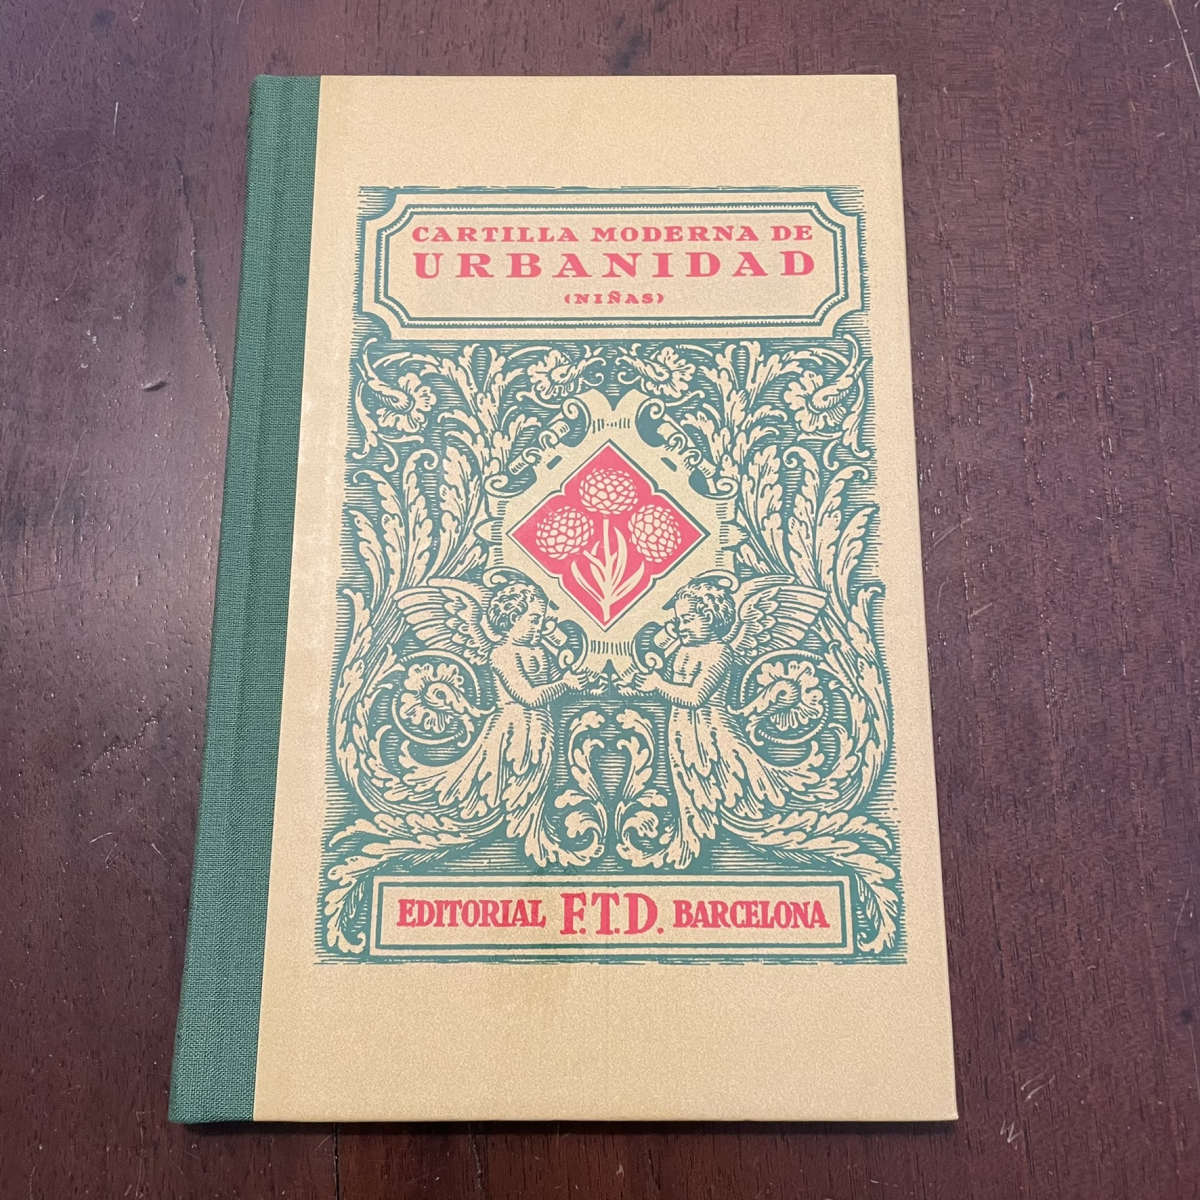 CARTILLA MODERNA DE
URBANIDAD
(NIÑAS)
EDITORIAL F.T.D. BARCELONA